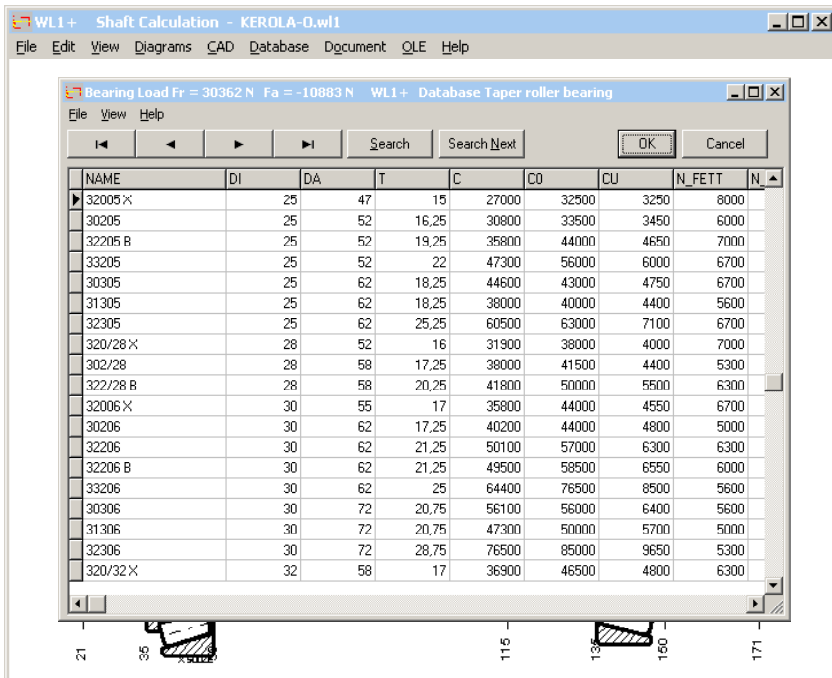 WL1+ Shaft Calculation - KEROLA-O.wl1
File Edit View Diagrams CAD Database Document OLE Help
Bearing Load Fr = 30362 N Fa = -10883 N WL1+ Database Taper roller bearing
File View Help
Search Search Next OK Cancel
NAME DI DA T C C0 CU N_FETT N_
32005 X 25 47 15 27000 32500 3250 8000
30205 25 52 16,25 30800 33500 3450 6000
32205 B 25 52 19,25 35800 44000 4650 7000
33205 25 52 22 47300 56000 6000 6700
30305 25 62 18,25 44600 43000 4750 6700
31305 25 62 18,25 38000 40000 4400 5600
32305 25 62 25,25 60500 63000 7100 6700
320/28 X 28 52 16 31900 38000 4000 7000
302/28 28 58 17,25 38000 41500 4400 5300
322/28 B 28 58 20,25 41800 50000 5500 6300
32006 X 30 55 17 35800 44000 4550 6700
30206 30 62 17,25 40200 44000 4800 5000
32206 30 62 21,25 50100 57000 6300 6300
32206 B 30 62 21,25 49500 58500 6550 6000
33206 30 62 25 64400 76500 8500 5600
30306 30 72 20,75 56100 56000 6400 5600
31306 30 72 20,75 47300 50000 5700 5000
32306 30 72 28,75 76500 85000 9650 5300
320/32 X 32 58 17 36900 46500 4800 6300
21 35 115 135 150 171